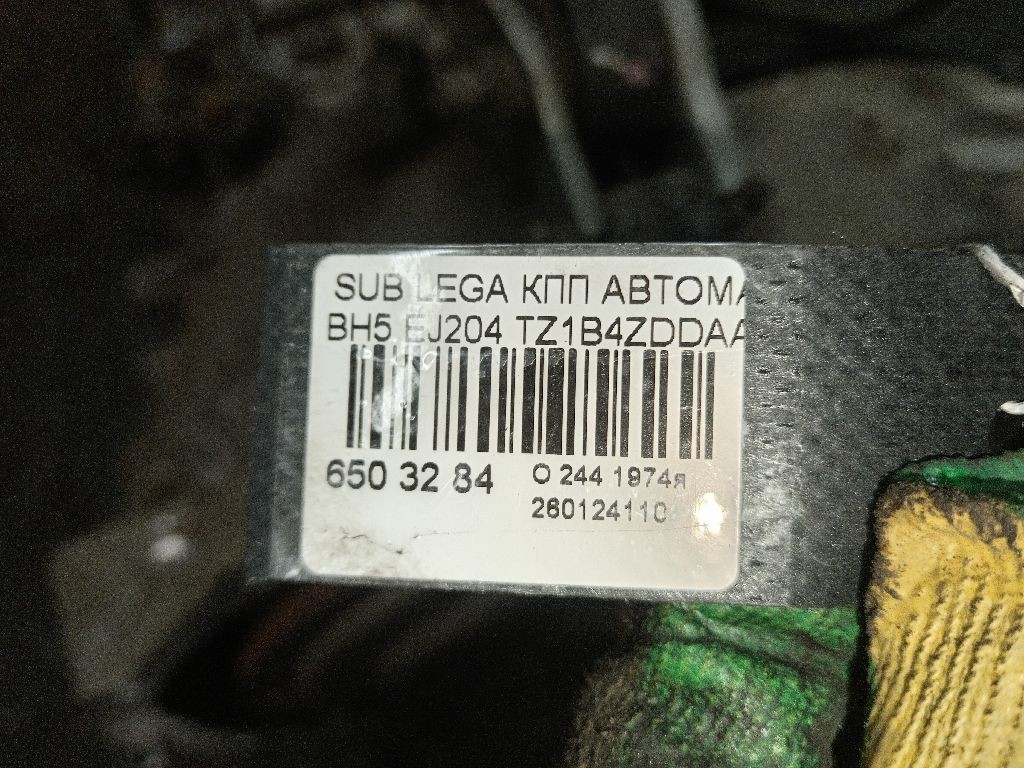 SUB LEGA КПП АВТОМА
BH5 EJ204 TZ1B4ZDDAA
650 32 84
O 244 1974я
260124110